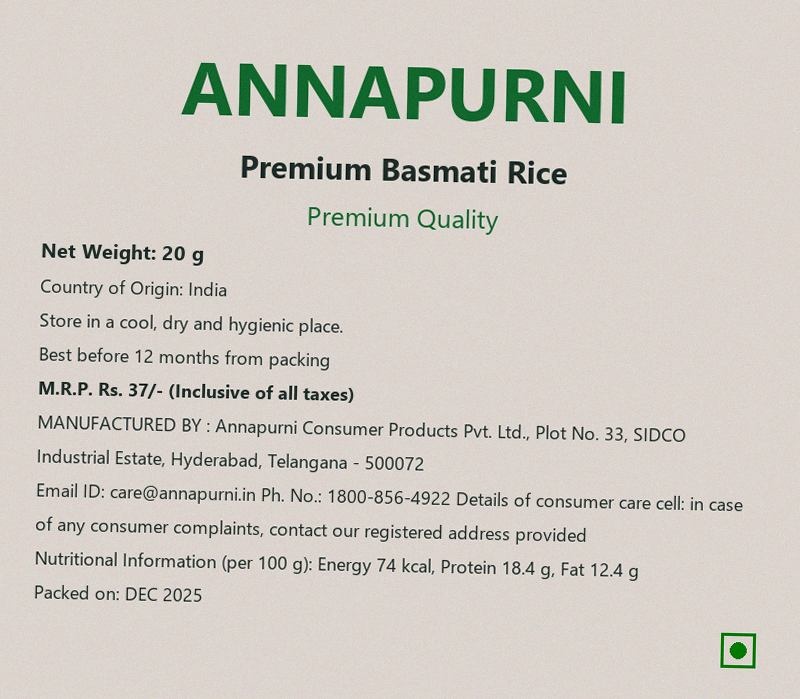 ANNAPURNI
Premium Basmati Rice
Premium Quality
Net Weight: 20 g
Country of Origin: India
Store in a cool, dry and hygienic place.
Best before 12 months from packing
M.R.P. Rs. 37/- (Inclusive of all taxes)
MANUFACTURED BY : Annapurni Consumer Products Pvt. Ltd., Plot No. 33, SIDCO
Industrial Estate, Hyderabad, Telangana - 500072
Email ID: care@annapurni.in Ph. No.: 1800-856-4922 Details of consumer care cell: in case
of any consumer complaints, contact our registered address provided
Nutritional Information (per 100 g): Energy 74 kcal, Protein 18.4 g, Fat 12.4 g
Packed on: DEC 2025